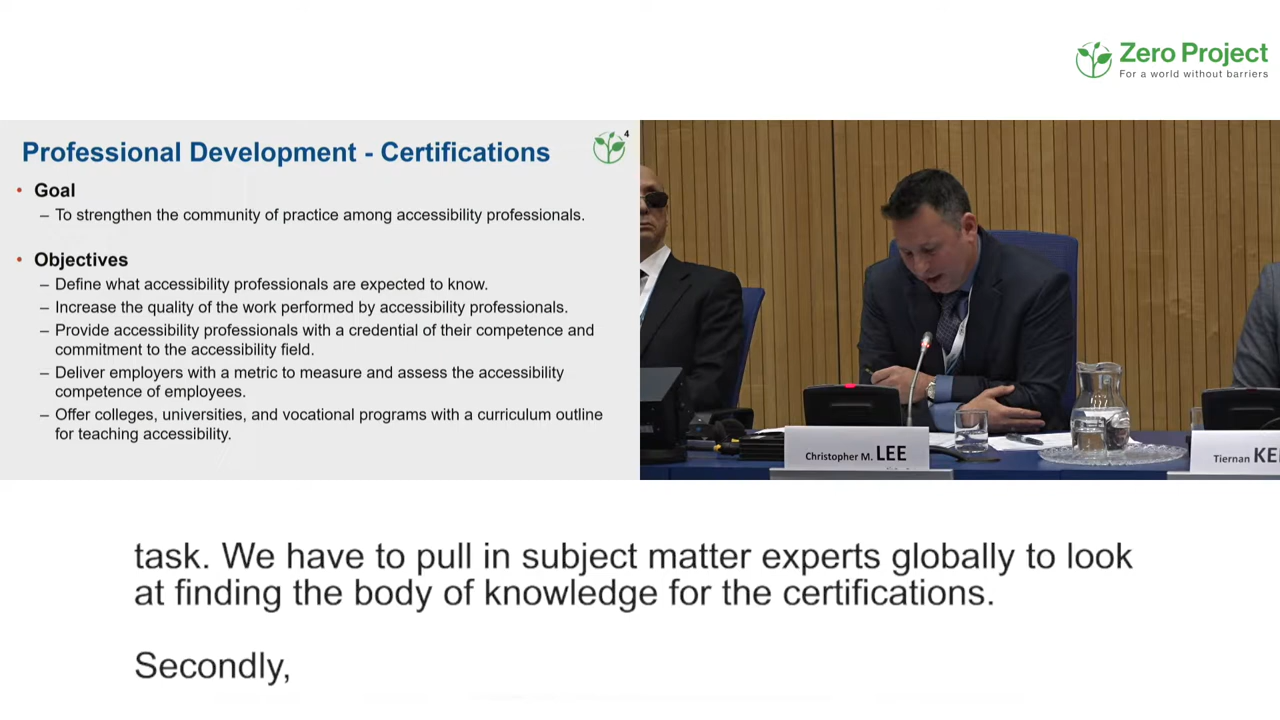 Zero Project
For a world without barriers
4
Professional Development - Certifications
• Goal
– To strengthen the community of practice among accessibility professionals.
• Objectives
– Define what accessibility professionals are expected to know.
– Increase the quality of the work performed by accessibility professionals.
– Provide accessibility professionals with a credential of their competence and
commitment to the accessibility field.
– Deliver employers with a metric to measure and assess the accessibility
competence of employees.
– Offer colleges, universities, and vocational programs with a curriculum outline
for teaching accessibility.
Christopher M. LEE
Tiernan KE
task. We have to pull in subject matter experts globally to look
at finding the body of knowledge for the certifications.
Secondly,